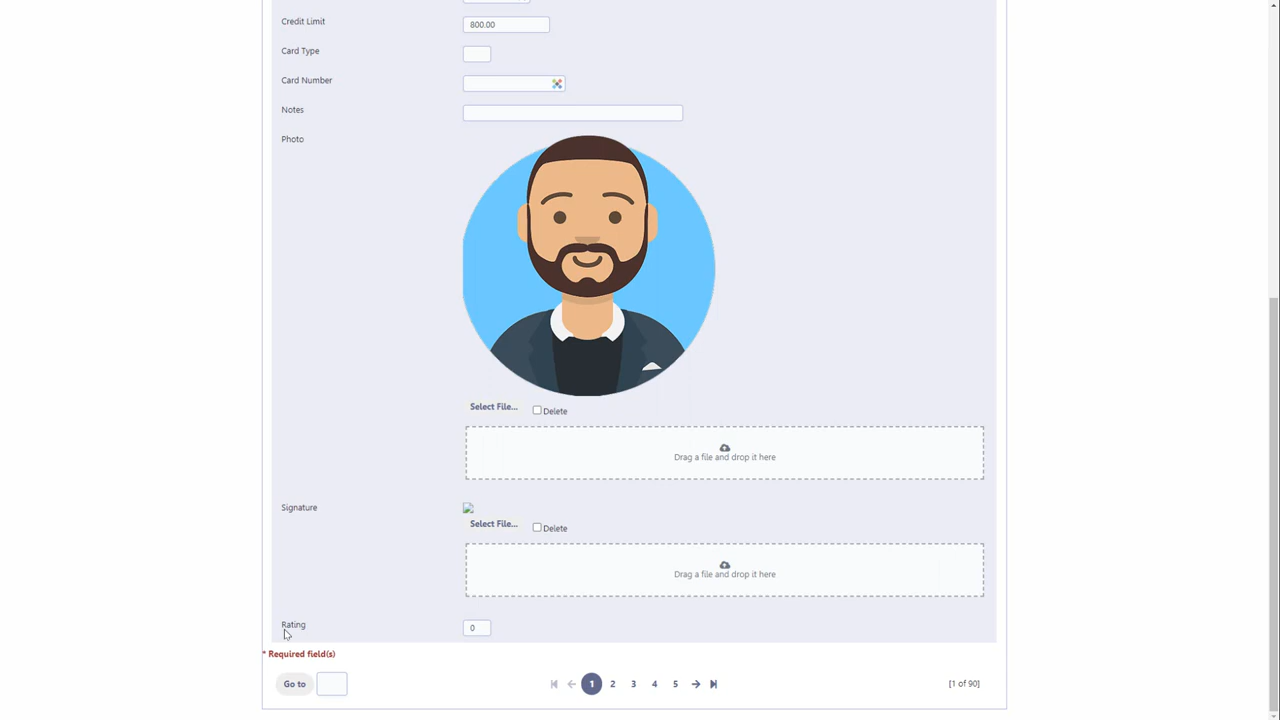 Credit Limit 800.00
Card Type
Card Number
Notes
Photo
Select File... Delete
Drag a file and drop it here
Signature
Select File... Delete
Drag a file and drop it here
Rating 0
* Required field(s)
Go to 1 2 3 4 5 [1 of 90]